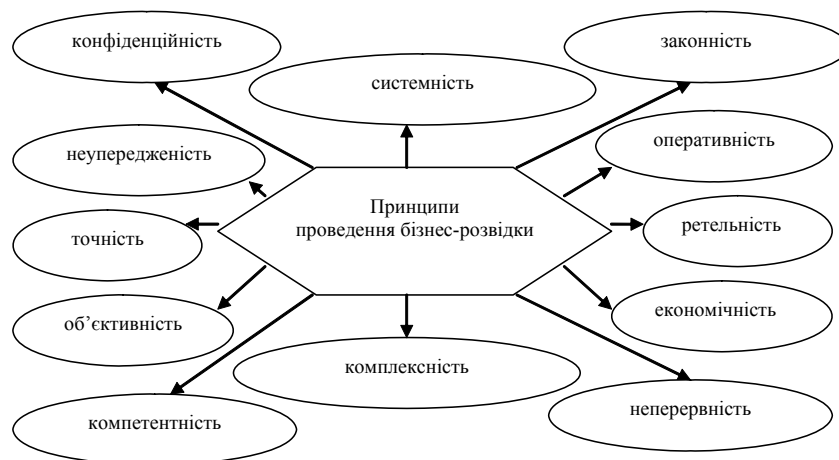 конфіденційність
системність
законність
неупередженість
оперативність
Принципи
проведення бізнес-розвідки
точність
ретельність
об’єктивність
економічність
комплексність
компетентність
неперервність